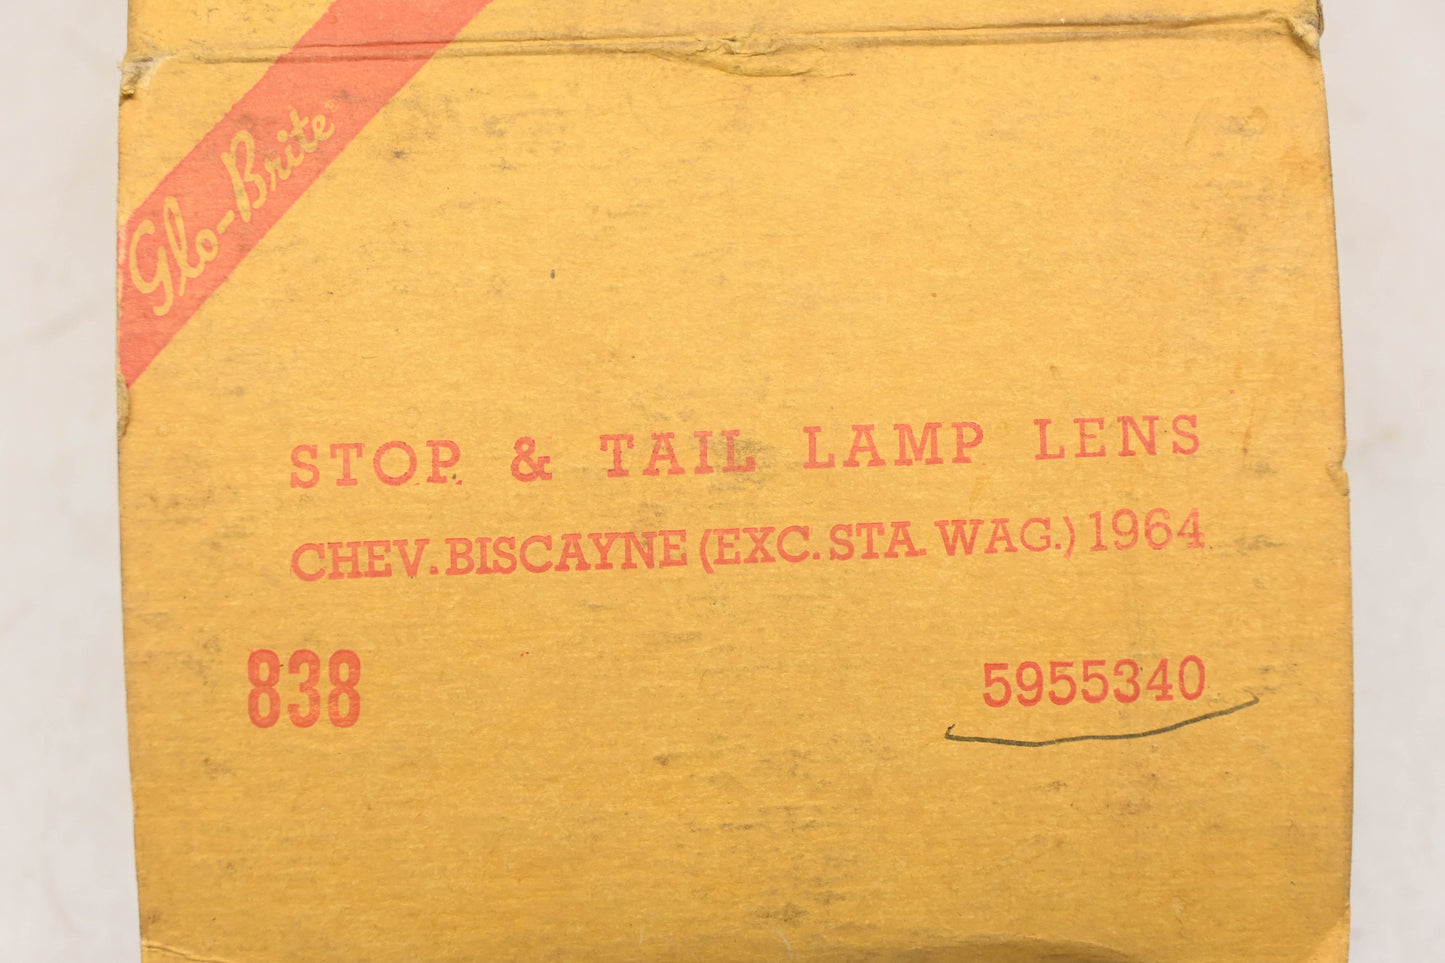 Glo-Brite
STOP & TAIL LAMP LENS
CHEV. BISCAYNE (EXC. STA. WAG.) 1964
838
5955340